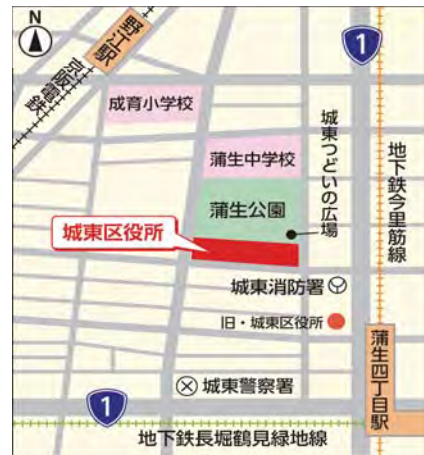 N
野江駅
京阪電鉄
1
成育小学校
蒲生中学校
城東つどいの広場
地下鉄今里筋線
蒲生公園
城東区役所
城東消防署
旧・城東区役所
蒲生四丁目駅
城東警察署
1
地下鉄長堀鶴見緑地線